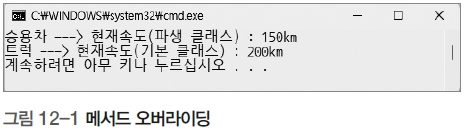 C:\WINDOWS\system32\cmd.exe
승용차 ---> 현재속도(파생 클래스) : 150km
트럭 ---> 현재속도(기본 클래스) : 200km
계속하려면 아무 키나 누르십시오 . . .
그림 12-1 메서드 오버라이딩